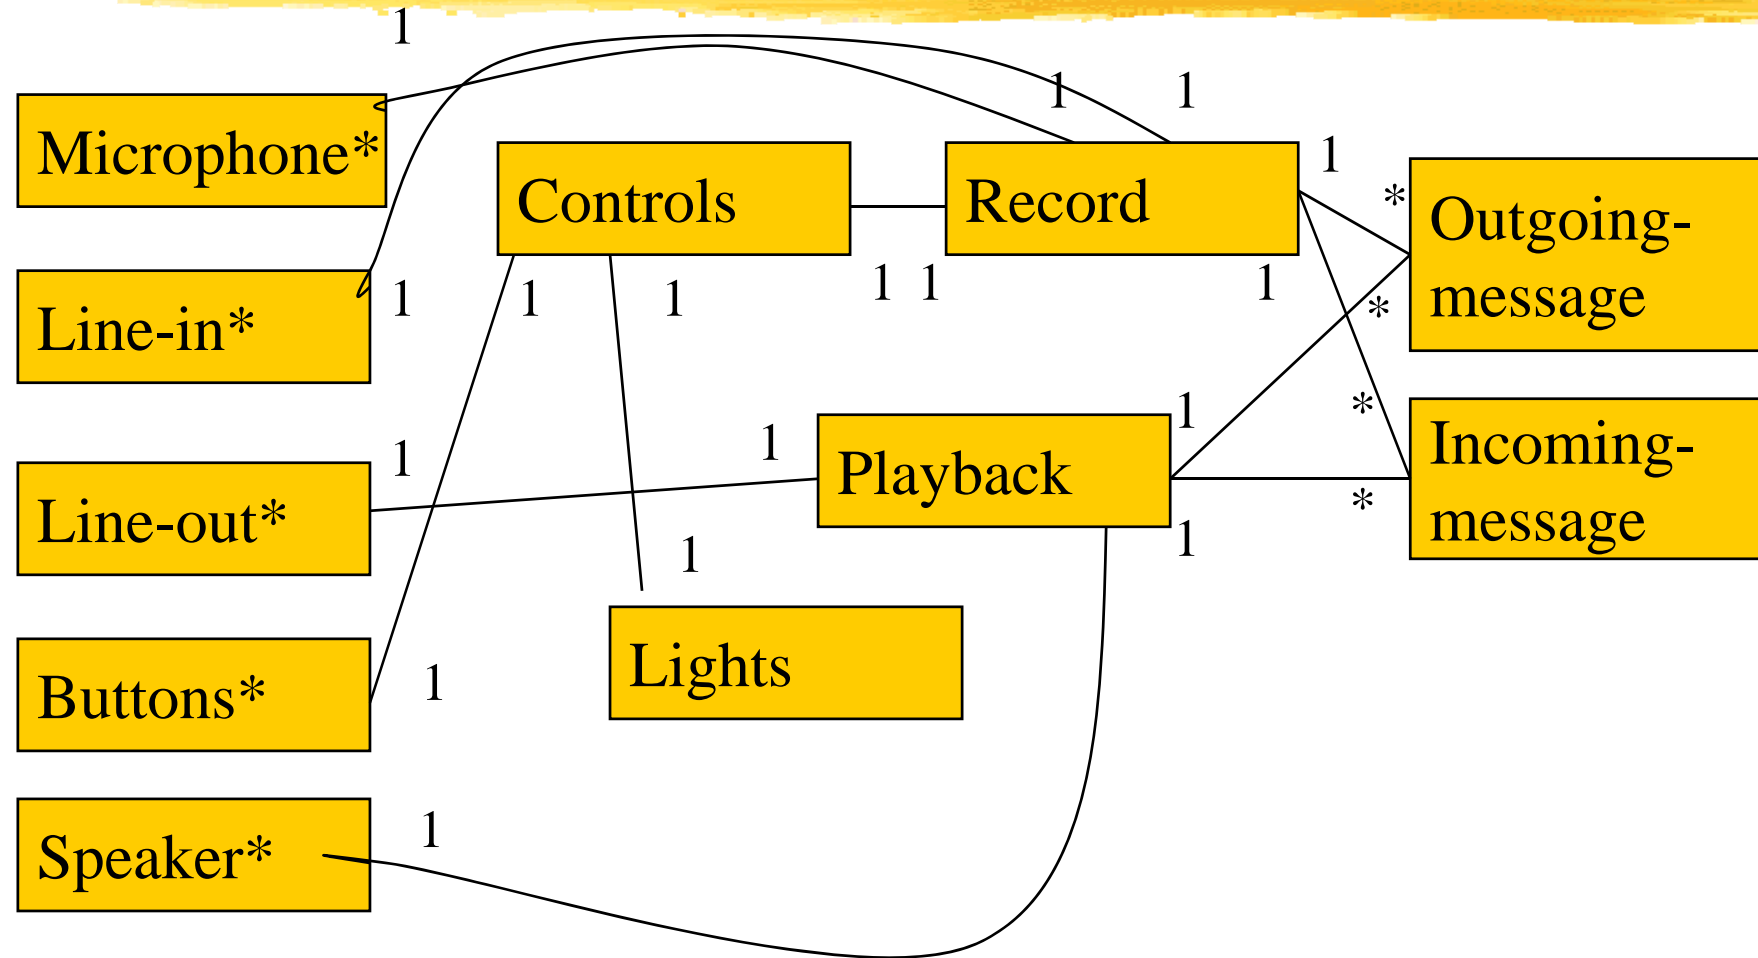 1
1
1
Microphone*
1
Controls
Record
*
Outgoing-
message
1
1
1
1 1
1
*
Line-in*
1
*
Incoming-
message
1
1
Playback
*
Line-out*
1
1
Lights
1
Buttons*
1
Speaker*